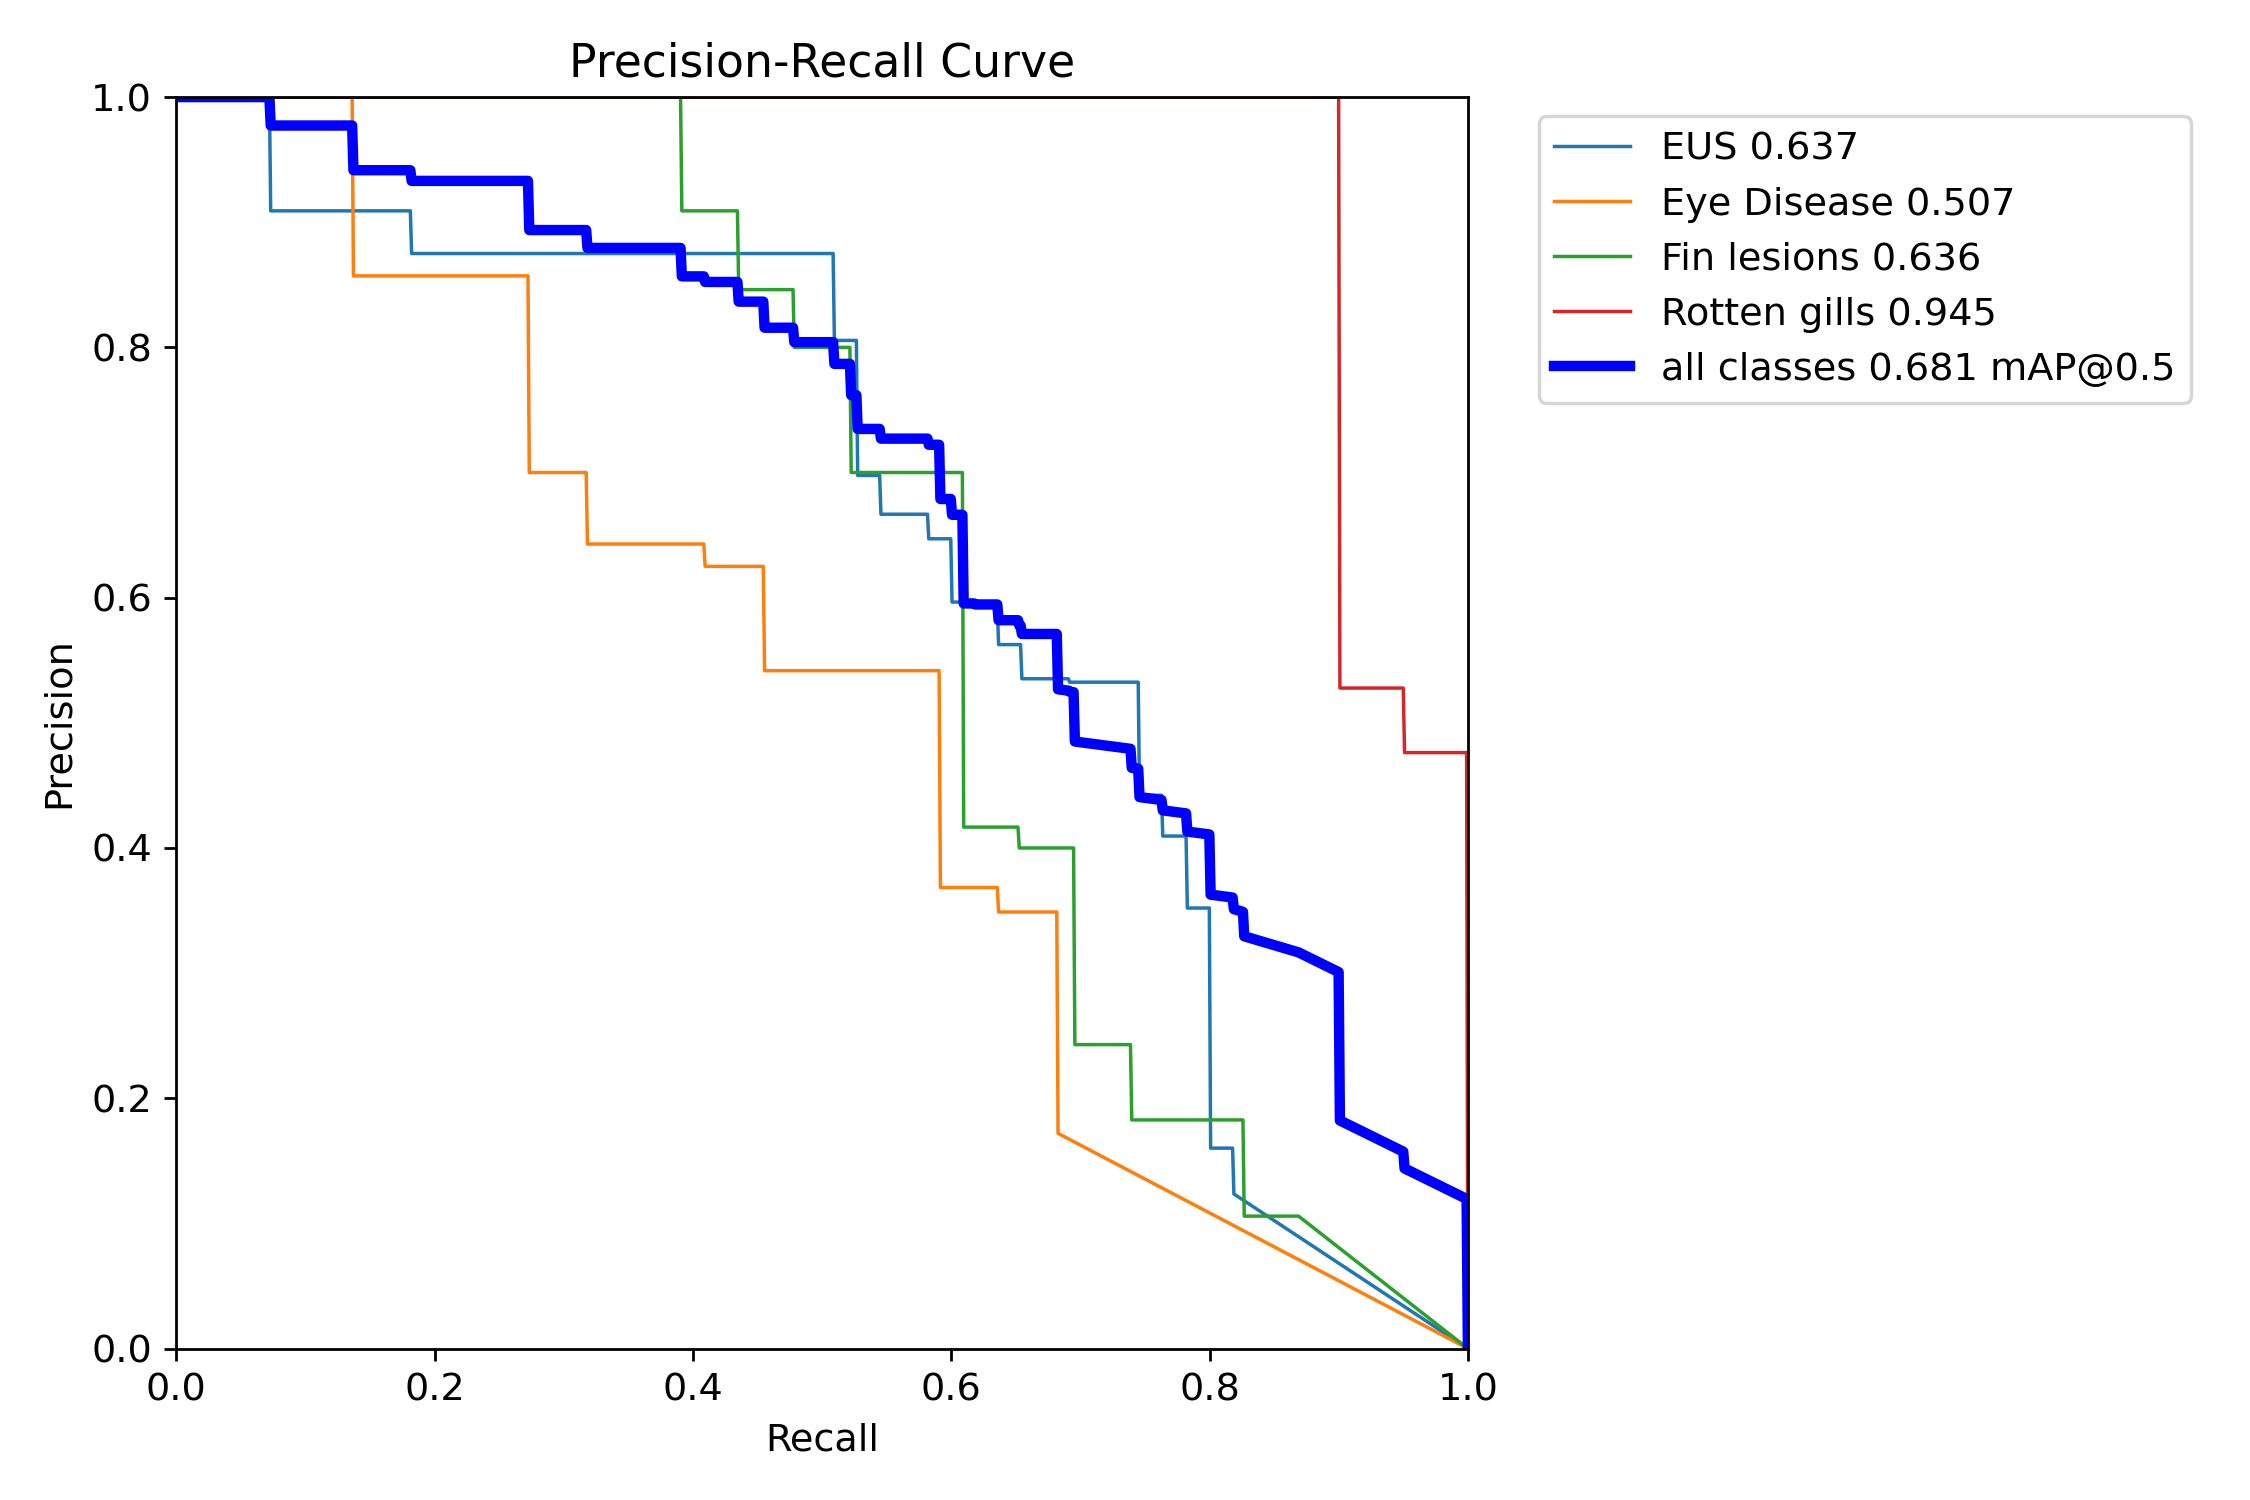 Precision-Recall Curve
1.0
0.8
0.6
0.4
0.2
0.0
Precision
0.0 0.2 0.4 0.6 0.8 1.0
Recall
EUS 0.637
Eye Disease 0.507
Fin lesions 0.636
Rotten gills 0.945
all classes 0.681 mAP@0.5